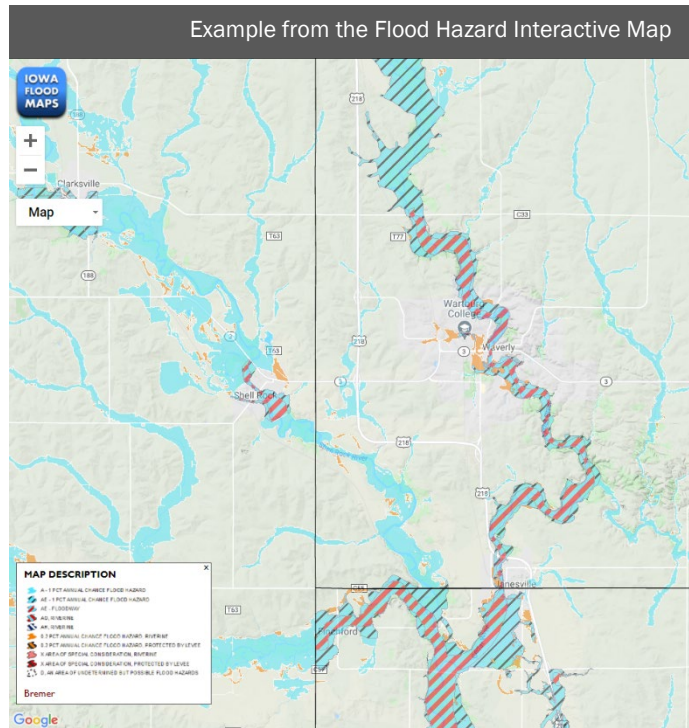 Example from the Flood Hazard Interactive Map
IOWA
FLOOD
MAPS
188
218
+
−
Clarksville
Map
C33
T63
T77
188
Wartburg
College
3
Waverly
218
T63
3
3
Shell Rock
218
218
Janesville
MAP DESCRIPTION
A - 1 PCT ANNUAL CHANCE FLOOD HAZARD
AE - 1 PCT ANNUAL CHANCE FLOOD HAZARD
AE - FLOODWAY
AO, RIVERINE
0.2 PCT ANNUAL CHANCE FLOOD HAZARD, RIVERINE
0.2 PCT ANNUAL CHANCE FLOOD HAZARD, PROTECTED BY LEVEE
X AREA OF SPECIAL CONSIDERATION, RIVERINE
X AREA OF SPECIAL CONSIDERATION, PROTECTED BY LEVEE
D, AN AREA OF UNDETERMINED BUT POSSIBLE FLOOD HAZARDS
Bremer
T63
Finchford
Google